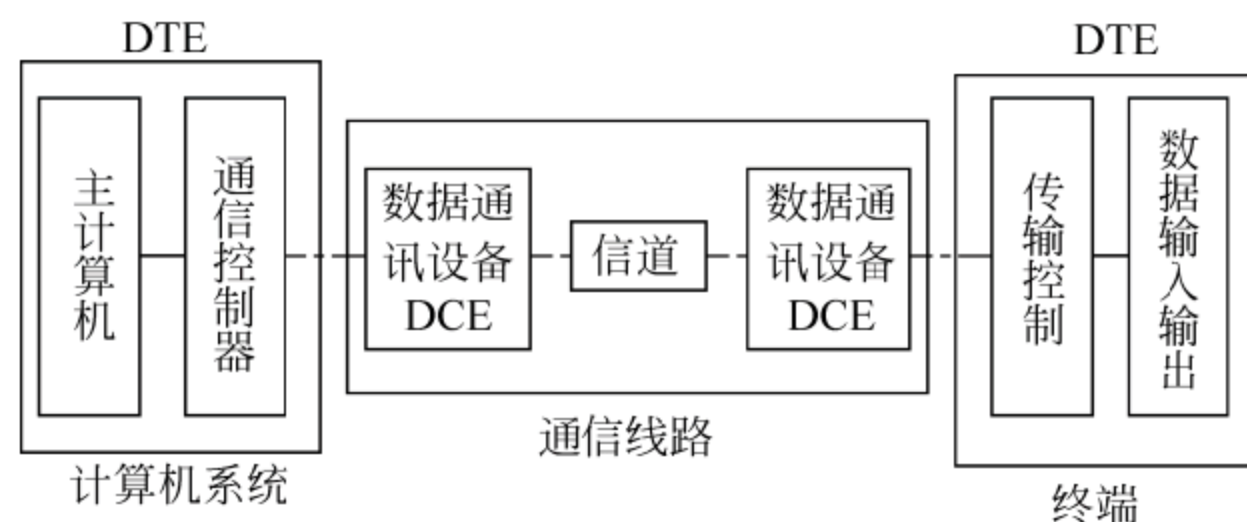 DTE
主计算机
通信控制器
计算机系统
数据通
讯设备
DCE
信道
数据通
讯设备
DCE
通信线路
DTE
传输控制
数据输入输出
终端